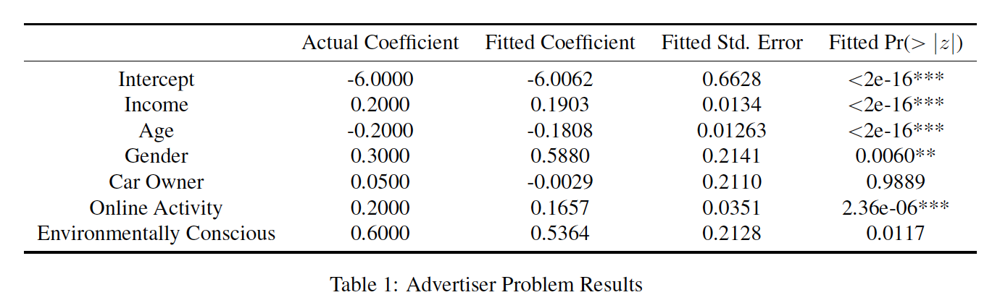 Actual Coefficient Fitted Coefficient Fitted Std. Error Fitted Pr(> |z|)
Intercept -6.0000 -6.0062 0.6628 <2e-16***
Income 0.2000 0.1903 0.0134 <2e-16***
Age -0.2000 -0.1808 0.01263 <2e-16***
Gender 0.3000 0.5880 0.2141 0.0060**
Car Owner 0.0500 -0.0029 0.2110 0.9889
Online Activity 0.2000 0.1657 0.0351 2.36e-06***
Environmentally Conscious 0.6000 0.5364 0.2128 0.0117
Table 1: Advertiser Problem Results